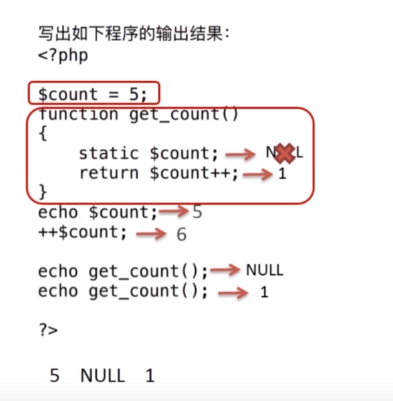 写出如下程序的输出结果:
<?php
$count = 5;
function get_count()
{
static $count; NULL
return $count++; 1
}
echo $count; 5
++$count; 6
echo get_count(); NULL
echo get_count(); 1
?>
5 NULL 1